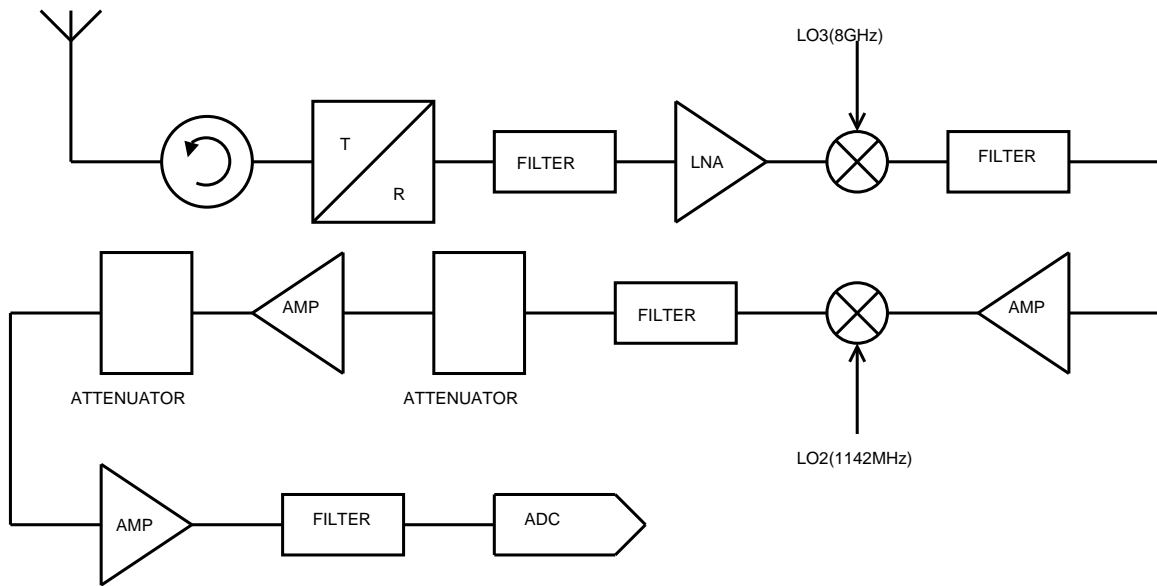 LO3(8GHz)
T
R
FILTER
LNA
FILTER
AMP
FILTER
AMP
ATTENUATOR
ATTENUATOR
LO2(1142MHz)
AMP
FILTER
ADC